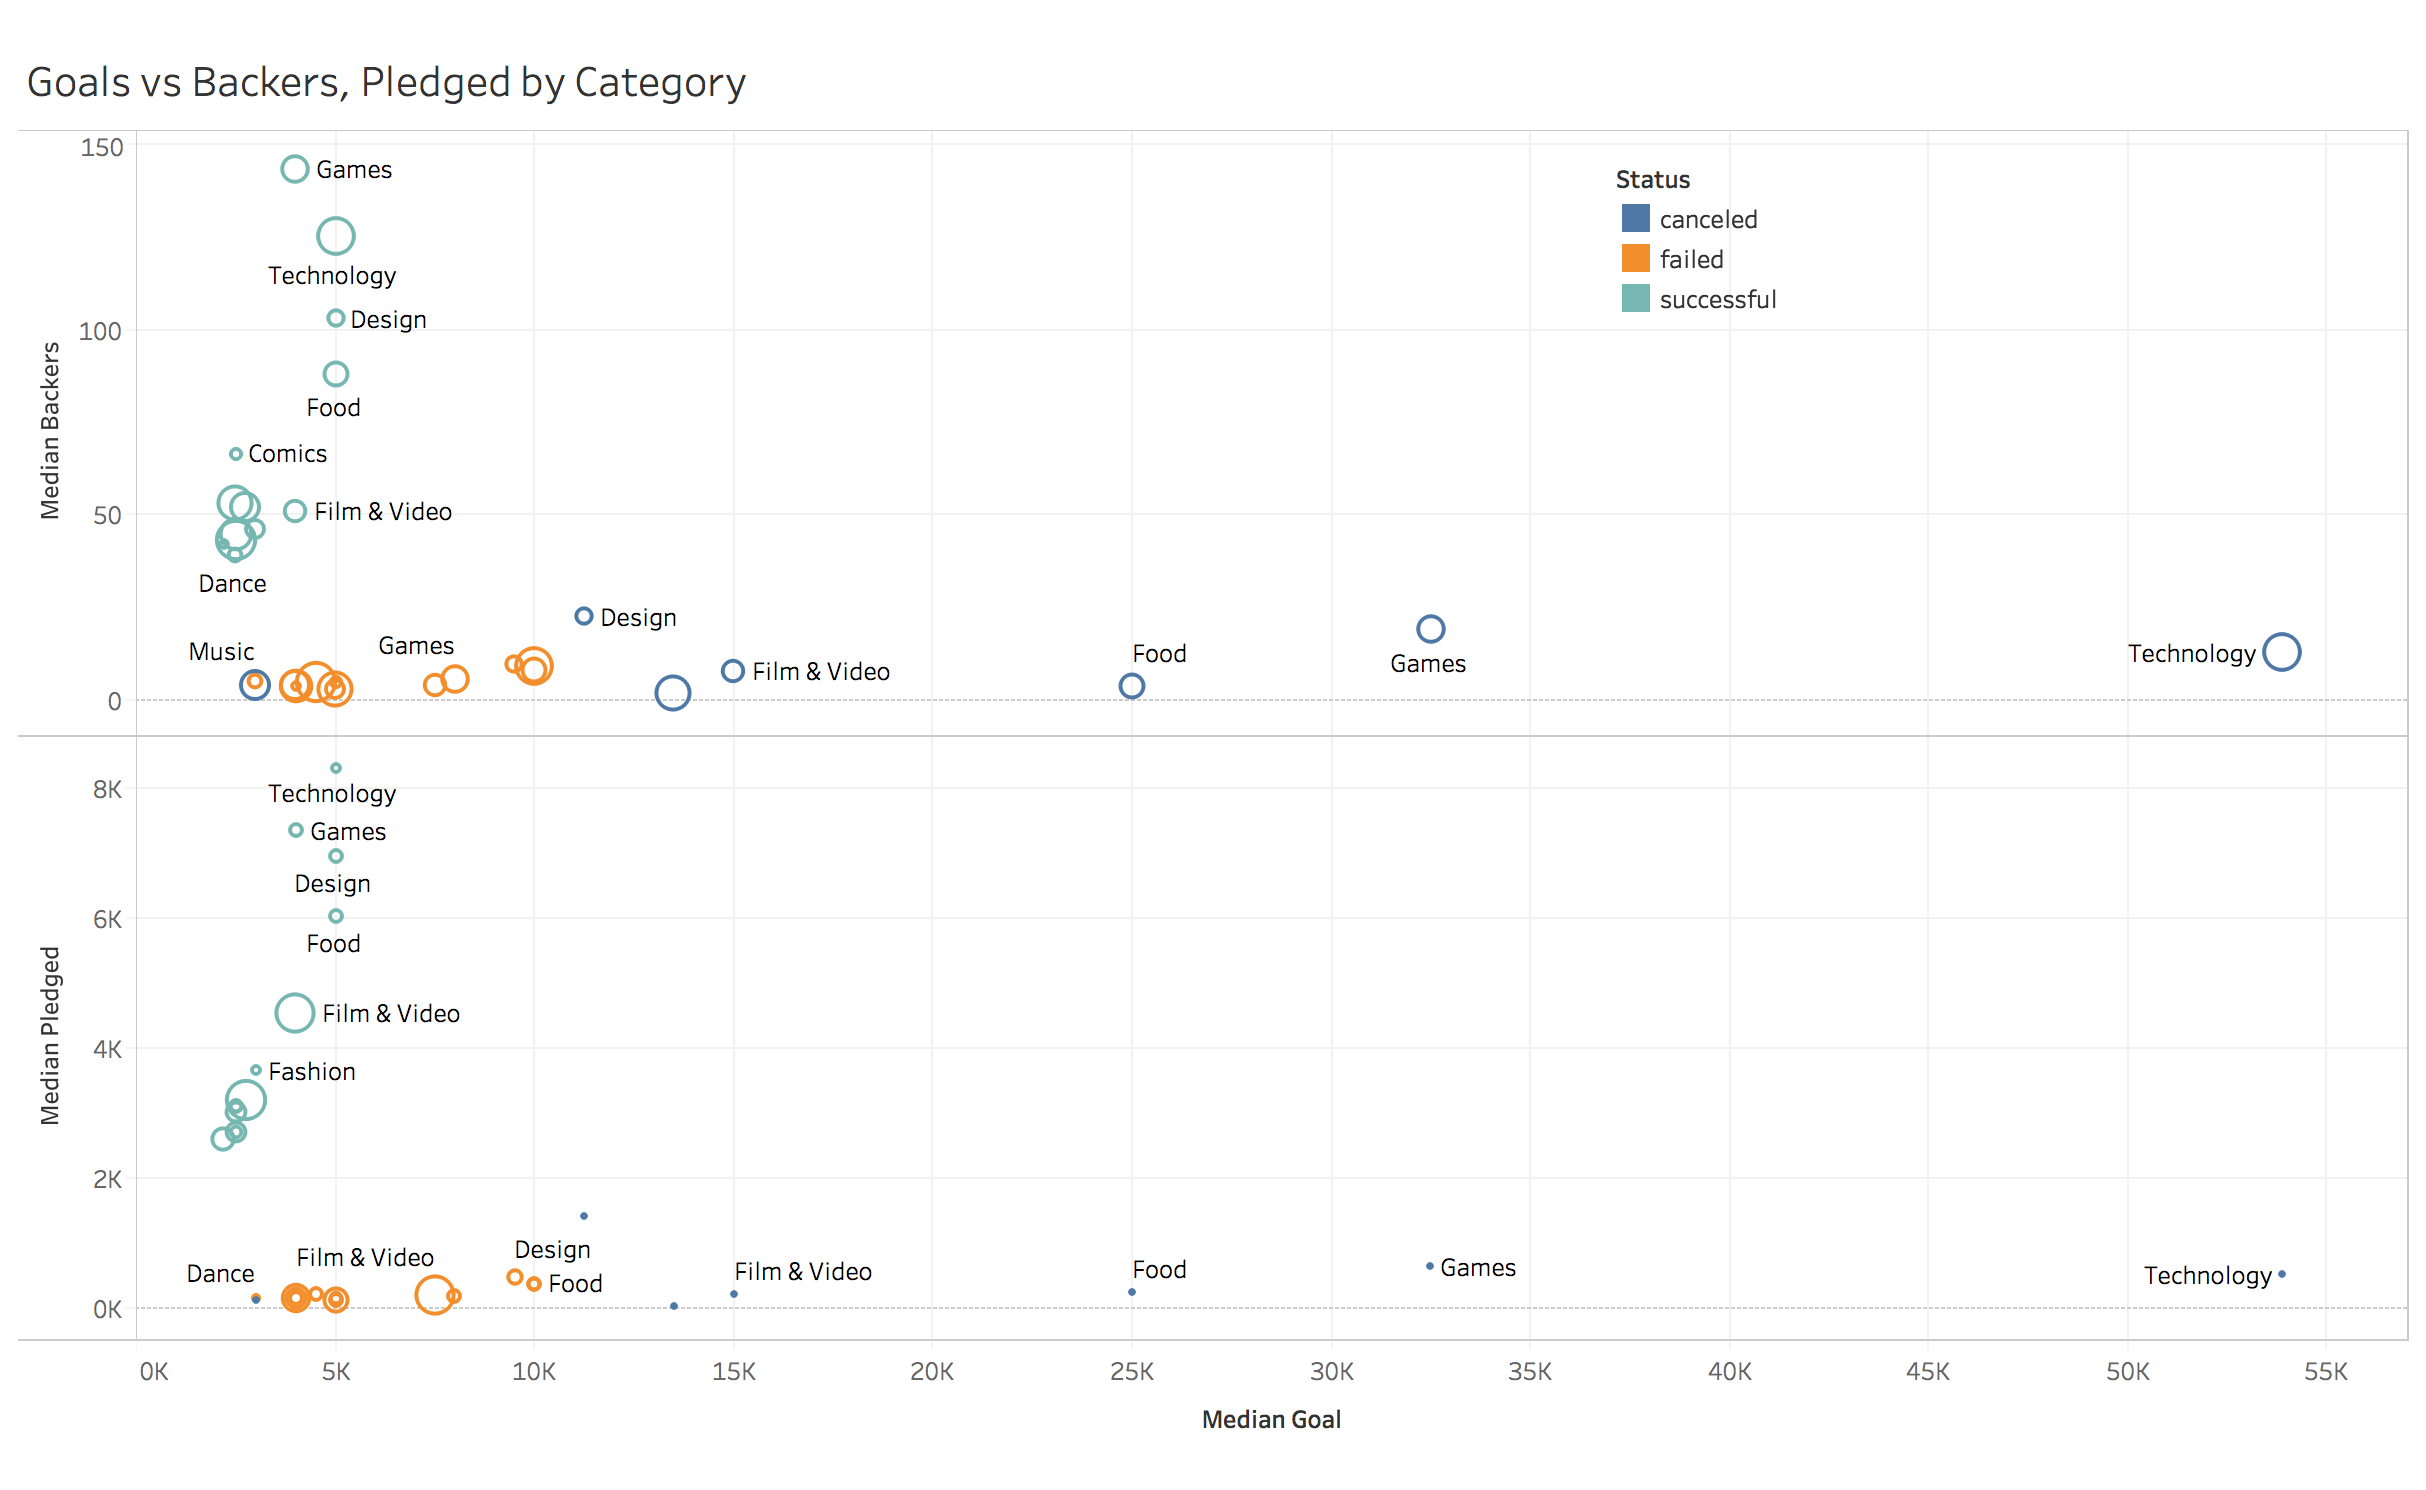 Goals vs Backers, Pledged by Category
150
Games
Status
canceled
Technology
failed
successful
Design
100
Food
Median Backers
Comics
Film & Video
50
Dance
Design
Music
Games
Food
Technology
Games
Film & Video
0
8K
Technology
Games
Design
6K
Food
Film & Video
4K
Fashion
Median Pledged
2K
Design
Film & Video
Dance
Food
Film & Video
Food
Games
Technology
0K
0K 5K 10K 15K 20K 25K 30K 35K 40K 45K 50K 55K
Median Goal